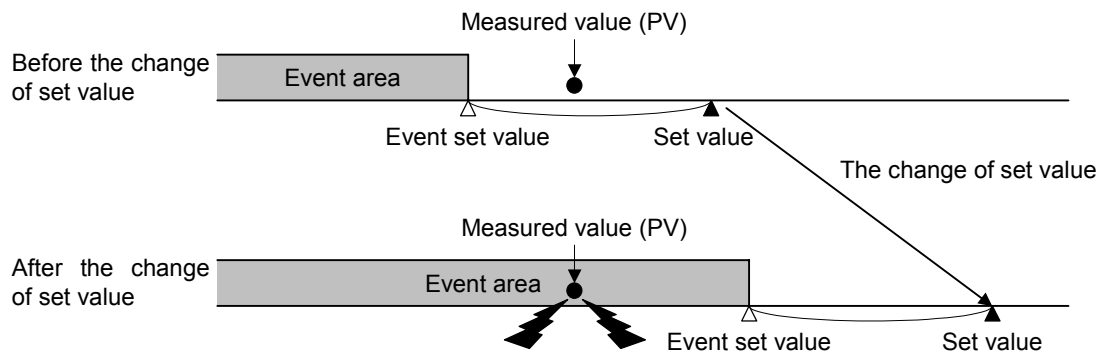 Measured value (PV)
Before the change
of set value
Event area
Event set value
Set value
The change of set value
Measured value (PV)
After the change
of set value
Event area
Event set value
Set value